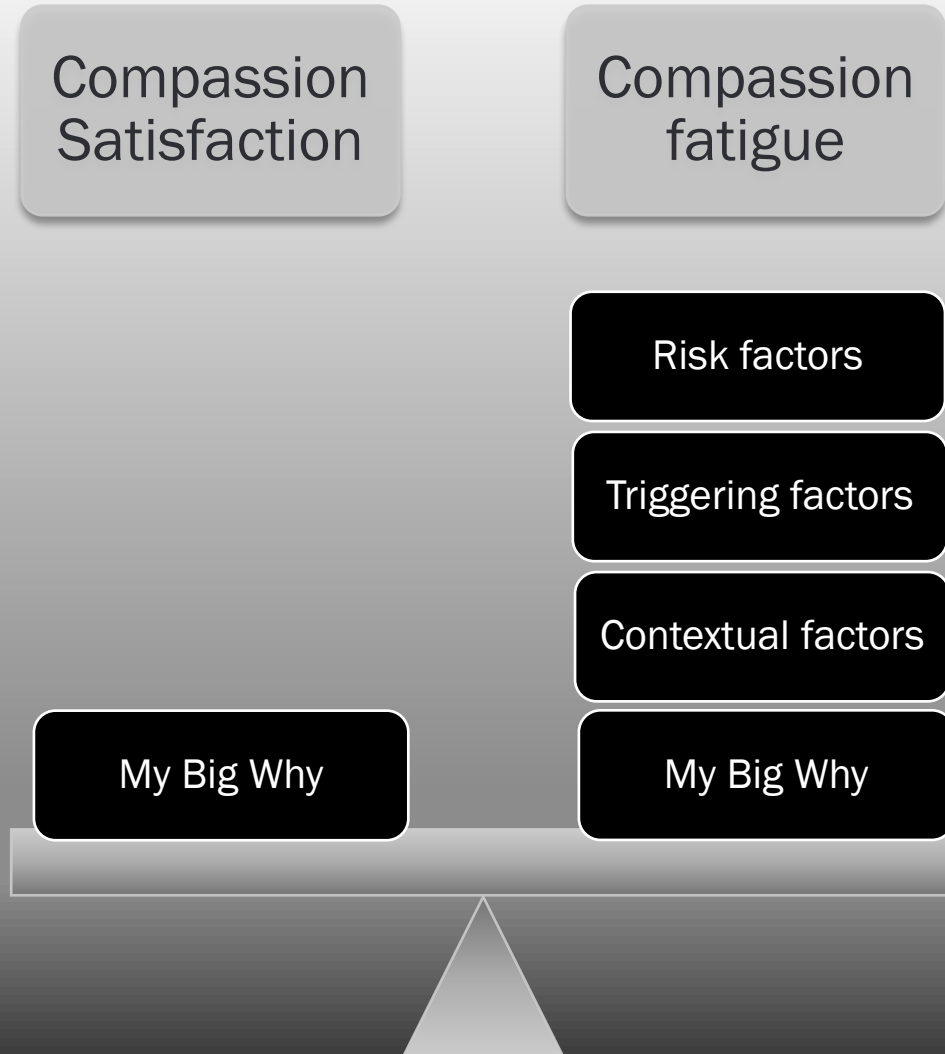 Compassion
Satisfaction
Compassion
fatigue
Risk factors
Triggering factors
Contextual factors
My Big Why
My Big Why